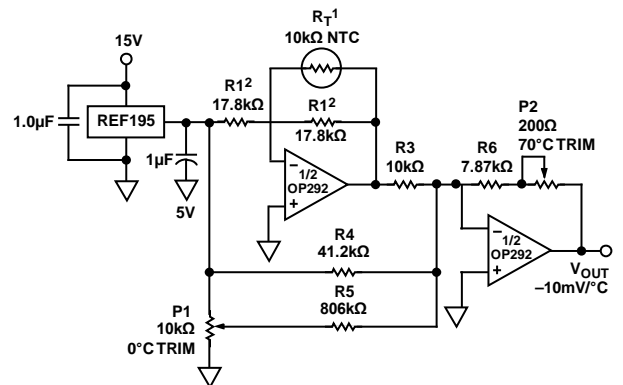 15V
1.0µF
REF195
1µF
5V
R1²
17.8kΩ
R_T¹
10kΩ NTC
R1²
17.8kΩ
–
1/2
OP292
+
R3
10kΩ
R4
41.2kΩ
R5
806kΩ
P1
10kΩ
0°C TRIM
R6
7.87kΩ
P2
200Ω
70°C TRIM
–
1/2
OP292
+
V_OUT
–10mV/°C